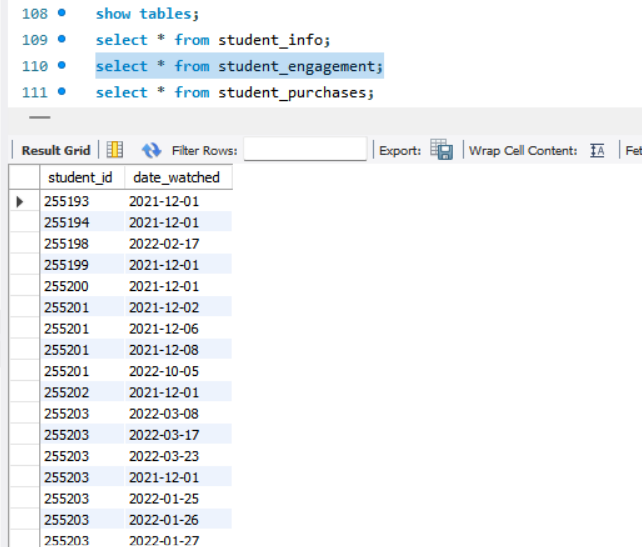 108 show tables;
109 select * from student_info;
110 select * from student_engagement;
111 select * from student_purchases;
Result Grid Filter Rows: Export: Wrap Cell Content: Fet
student_id date_watched
255193 2021-12-01
255194 2021-12-01
255198 2022-02-17
255199 2021-12-01
255200 2021-12-01
255201 2021-12-02
255201 2021-12-06
255201 2021-12-08
255201 2022-10-05
255202 2021-12-01
255203 2022-03-08
255203 2022-03-17
255203 2022-03-23
255203 2021-12-01
255203 2022-01-25
255203 2022-01-26
255203 2022-01-27